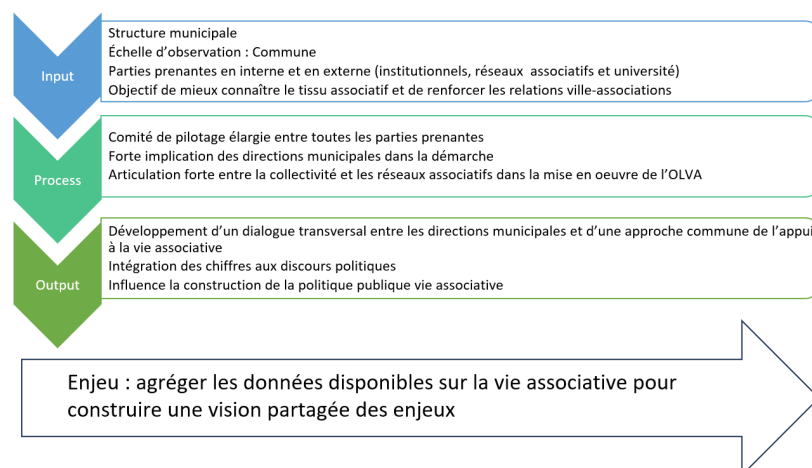 Input
Structure municipale
Échelle d'observation : Commune
Parties prenantes en interne et en externe (institutionnels, réseaux associatifs et université)
Objectif de mieux connaître le tissu associatif et de renforcer les relations ville-associations
Process
Comité de pilotage élargie entre toutes les parties prenantes
Forte implication des directions municipales dans la démarche
Articulation forte entre la collectivité et les réseaux associatifs dans la mise en oeuvre de l'OLVA
Output
Développement d'un dialogue transversal entre les directions municipales et d'une approche commune de l'appui
à la vie associative
Intégration des chiffres aux discours politiques
Influence la construction de la politique publique vie associative
Enjeu : agréger les données disponibles sur la vie associative pour
construire une vision partagée des enjeux